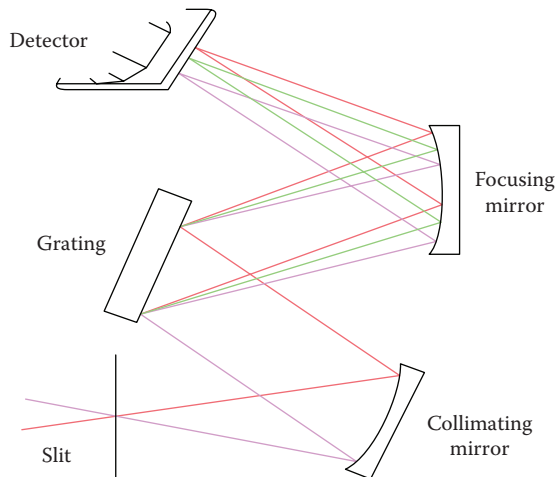 Detector
Focusing
mirror
Grating
Collimating
mirror
Slit